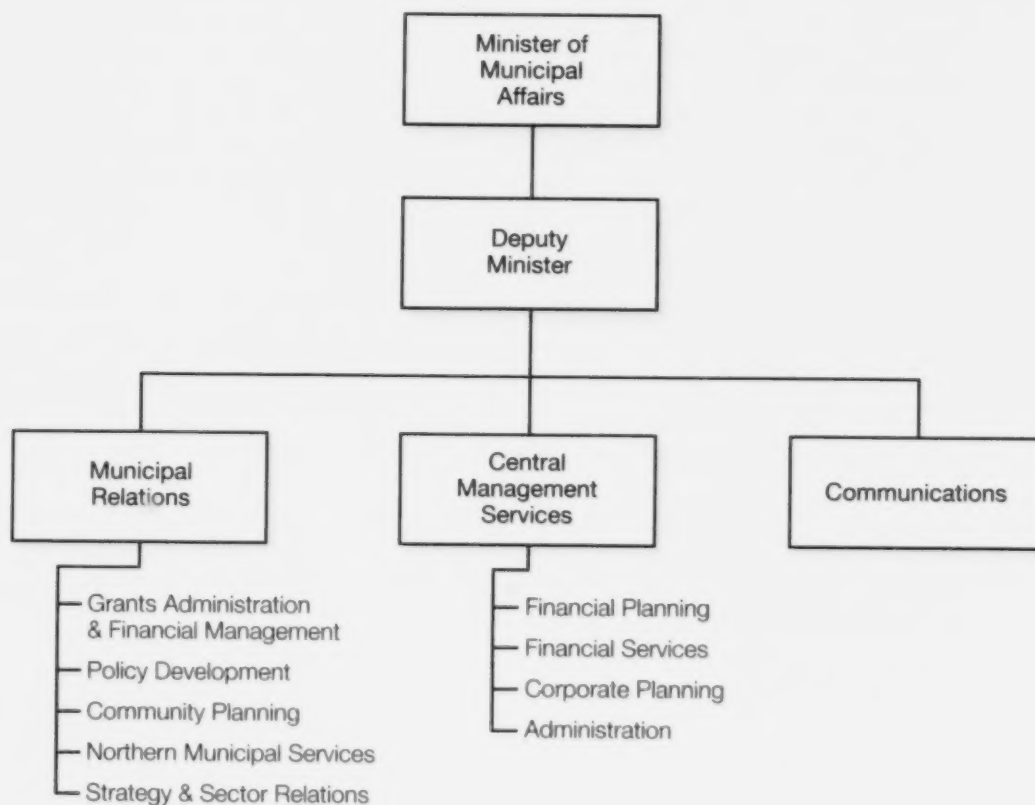 Minister of
Municipal
Affairs
Deputy
Minister
Municipal
Relations
Central
Management
Services
Communications
Grants Administration
& Financial Management
Policy Development
Community Planning
Northern Municipal Services
Strategy & Sector Relations
Financial Planning
Financial Services
Corporate Planning
Administration